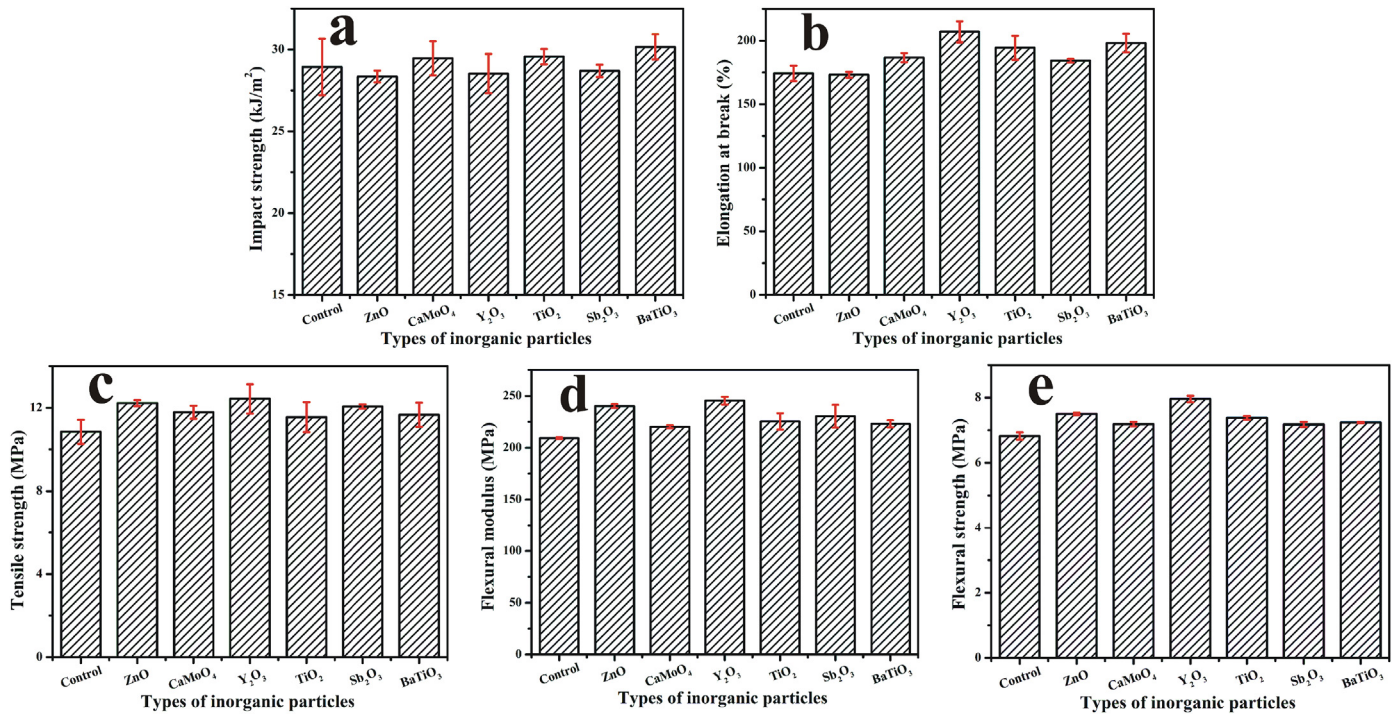 a
Impact strength (kJ/m²)
30
25
20
15
Control ZnO CaMoO₄ Y₂O₃ TiO₂ Sb₂O₃ BaTiO₃
Types of inorganic particles
b
Elongation at break (%)
200
150
100
50
0
Control ZnO CaMoO₄ Y₂O₃ TiO₂ Sb₂O₃ BaTiO₃
Types of inorganic particles
c
Tensile strength (MPa)
12
8
4
0
Control ZnO CaMoO₄ Y₂O₃ TiO₂ Sb₂O₃ BaTiO₃
Types of inorganic particles
d
Flexural modulus (MPa)
250
200
150
100
50
0
Control ZnO CaMoO₄ Y₂O₃ TiO₂ Sb₂O₃ BaTiO₃
Types of inorganic particles
e
Flexural strength (MPa)
8
6
4
2
0
Control ZnO CaMoO₄ Y₂O₃ TiO₂ Sb₂O₃ BaTiO₃
Types of inorganic particles